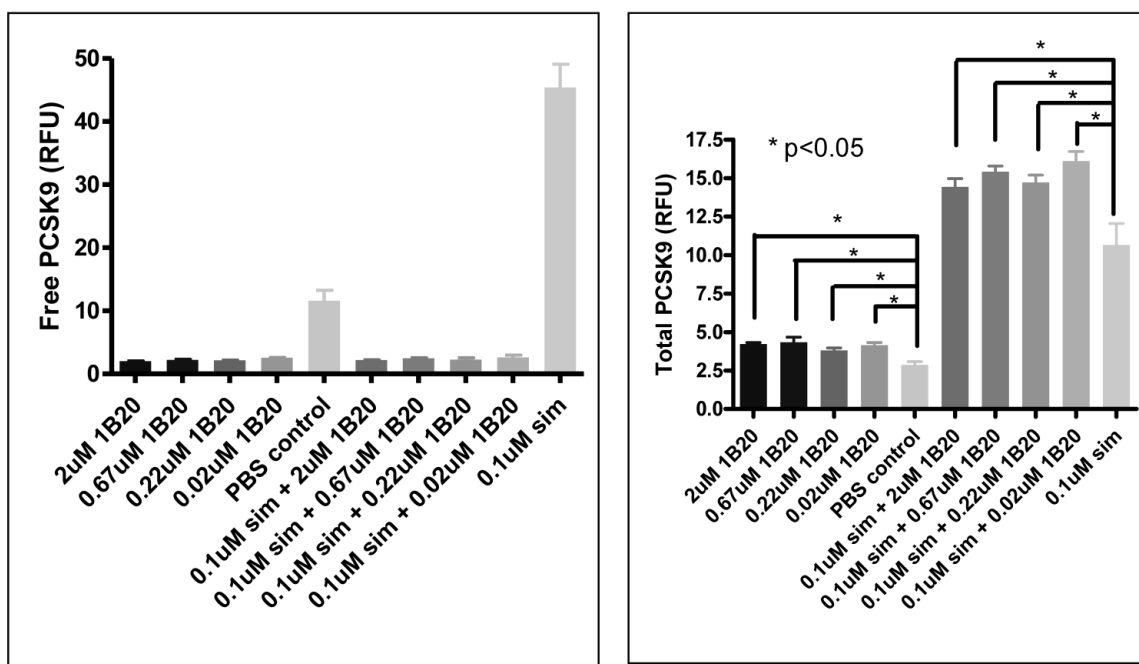 Free PCSK9 (RFU)
50
40
30
20
10
0
2uM 1B20
0.67uM 1B20
0.22uM 1B20
0.02uM 1B20
PBS control
0.1uM sim + 2uM 1B20
0.1uM sim + 0.67uM 1B20
0.1uM sim + 0.22uM 1B20
0.1uM sim + 0.02uM 1B20
0.1uM sim
Total PCSK9 (RFU)
17.5
15.0
12.5
10.0
7.5
5.0
2.5
0.0
* p<0.05
*
*
*
*
*
*
*
*
2uM 1B20
0.67uM 1B20
0.22uM 1B20
0.02uM 1B20
PBS control
0.1uM sim + 2uM 1B20
0.1uM sim + 0.67uM 1B20
0.1uM sim + 0.22uM 1B20
0.1uM sim + 0.02uM 1B20
0.1uM sim